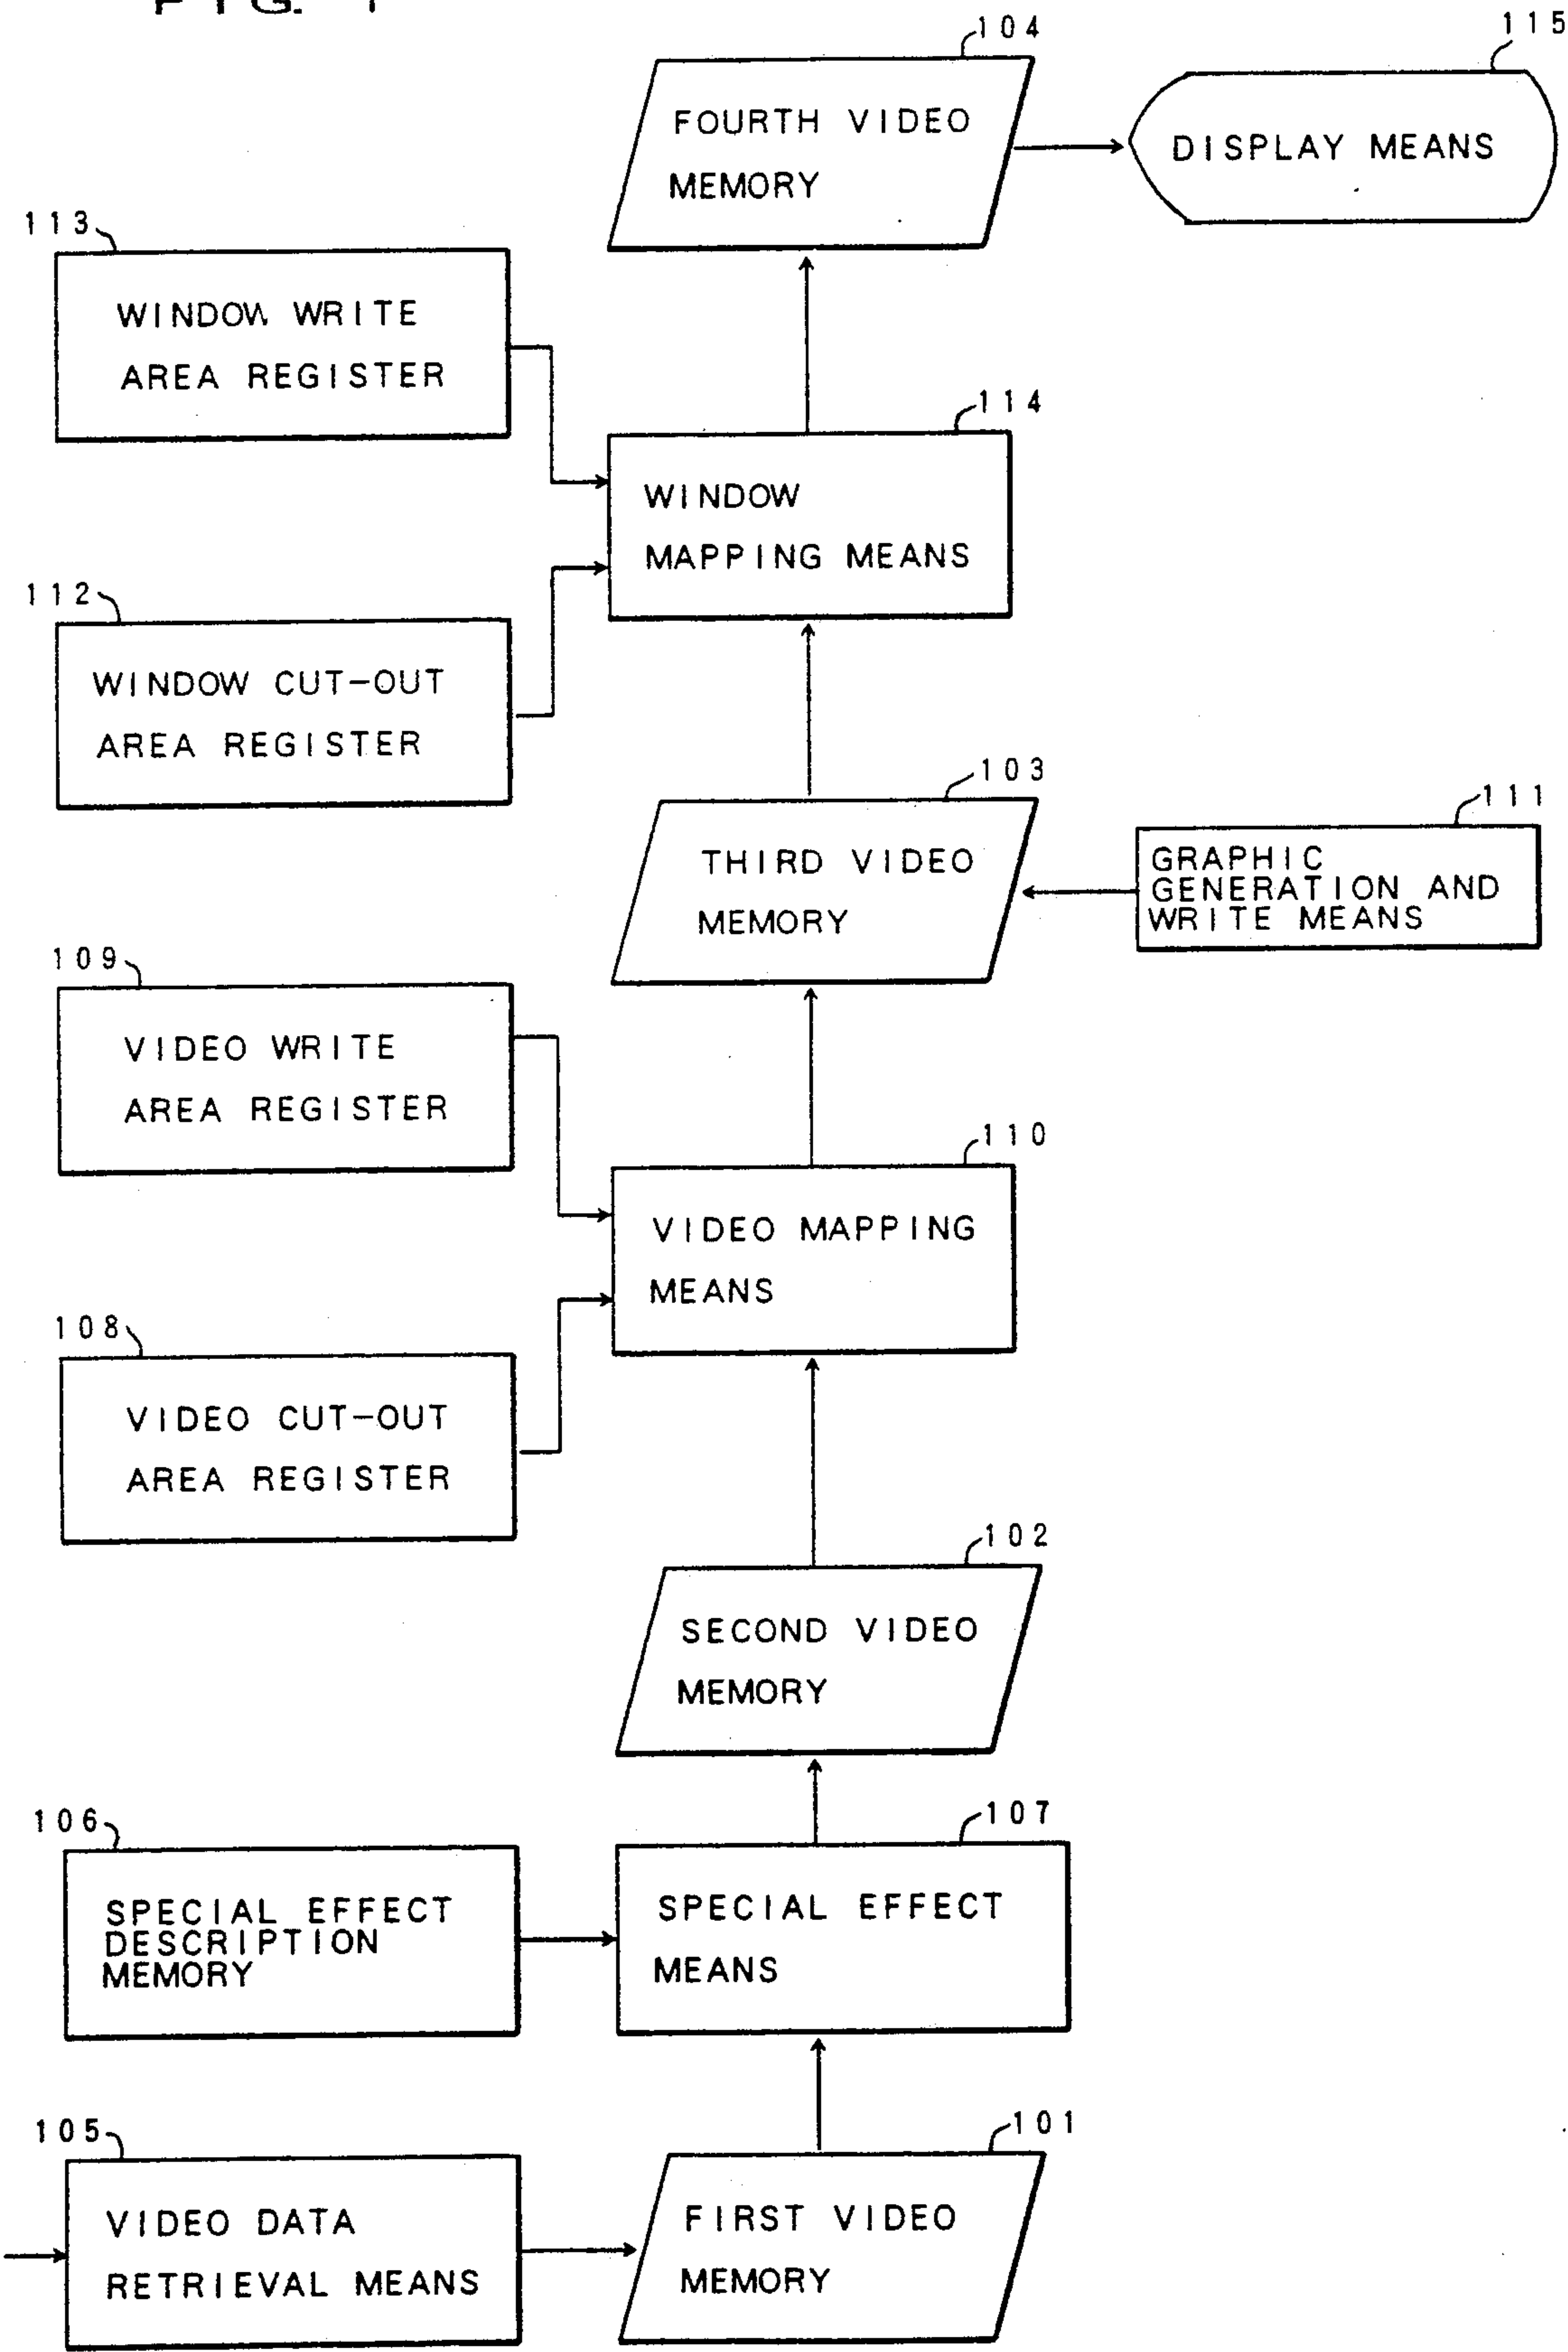 FIG. 1
104
115
FOURTH VIDEO
MEMORY
DISPLAY MEANS
113
WINDOW WRITE
AREA REGISTER
114
WINDOW
MAPPING MEANS
112
WINDOW CUT-OUT
AREA REGISTER
103
THIRD VIDEO
MEMORY
111
GRAPHIC
GENERATION AND
WRITE MEANS
109
VIDEO WRITE
AREA REGISTER
110
VIDEO MAPPING
MEANS
108
VIDEO CUT-OUT
AREA REGISTER
102
SECOND VIDEO
MEMORY
106
SPECIAL EFFECT
DESCRIPTION
MEMORY
107
SPECIAL EFFECT
MEANS
105
VIDEO DATA
RETRIEVAL MEANS
101
FIRST VIDEO
MEMORY